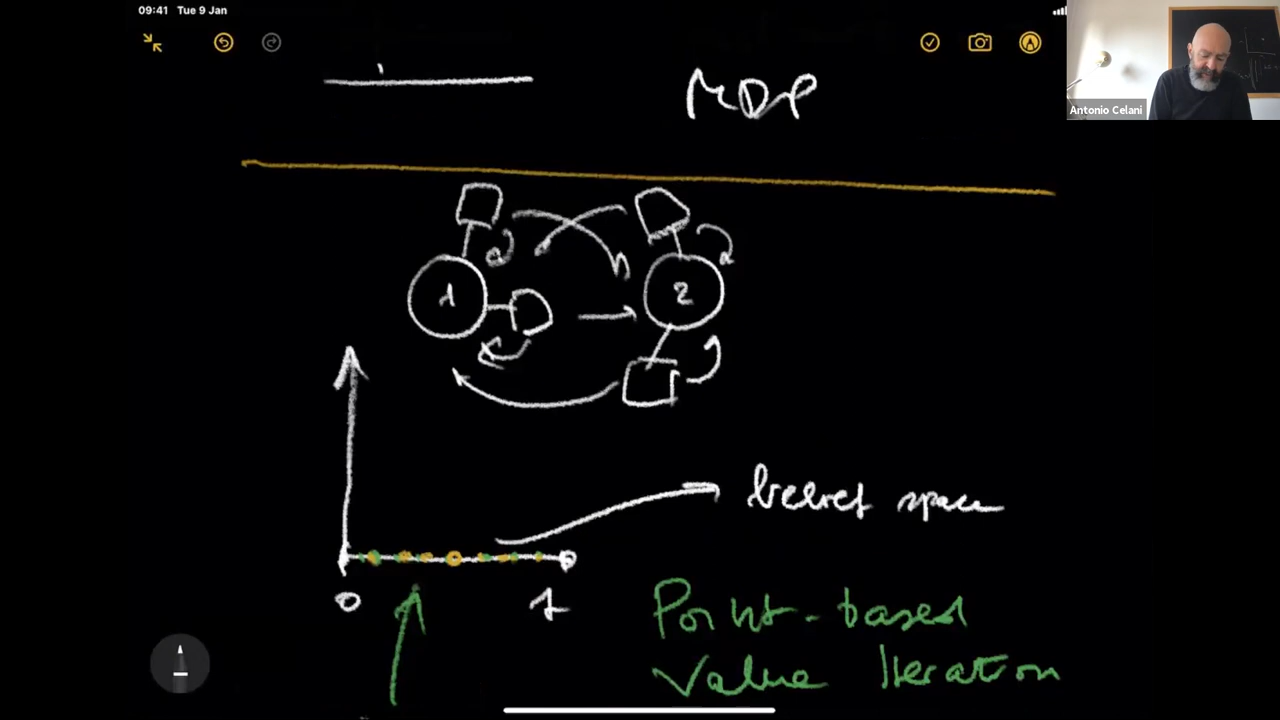 09:41 Tue 9 Jan
Antonio Celani
MDP
1
2
belief space
0
1
Point-based
Value Iteration